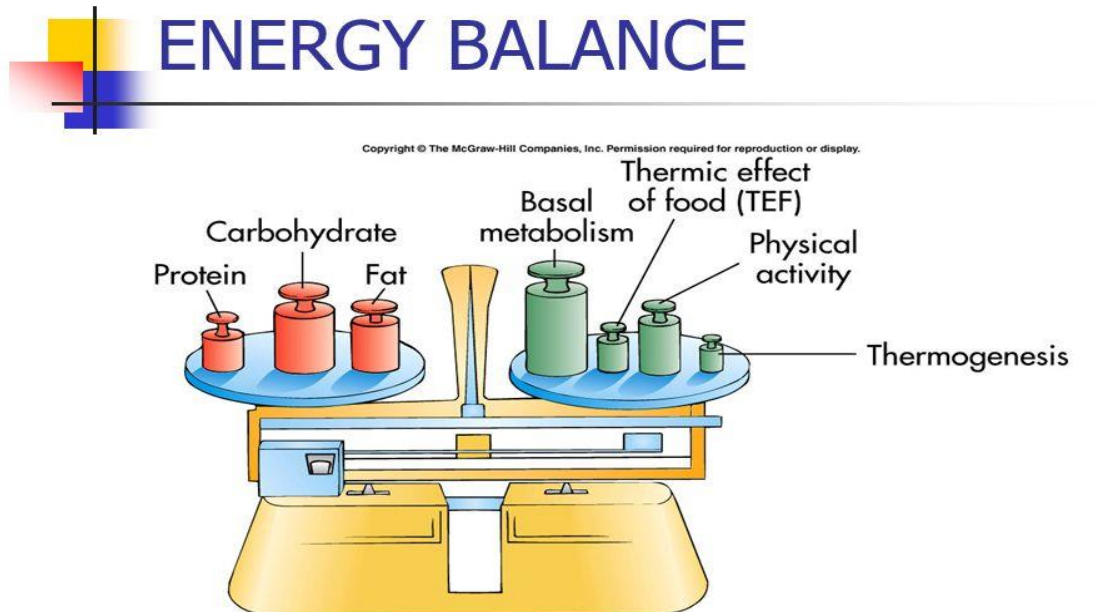 ENERGY BALANCE
Copyright © The McGraw-Hill Companies, Inc. Permission required for reproduction or display.
Thermic effect
of food (TEF)
Basal
metabolism
Carbohydrate
Physical
activity
Protein
Fat
Thermogenesis